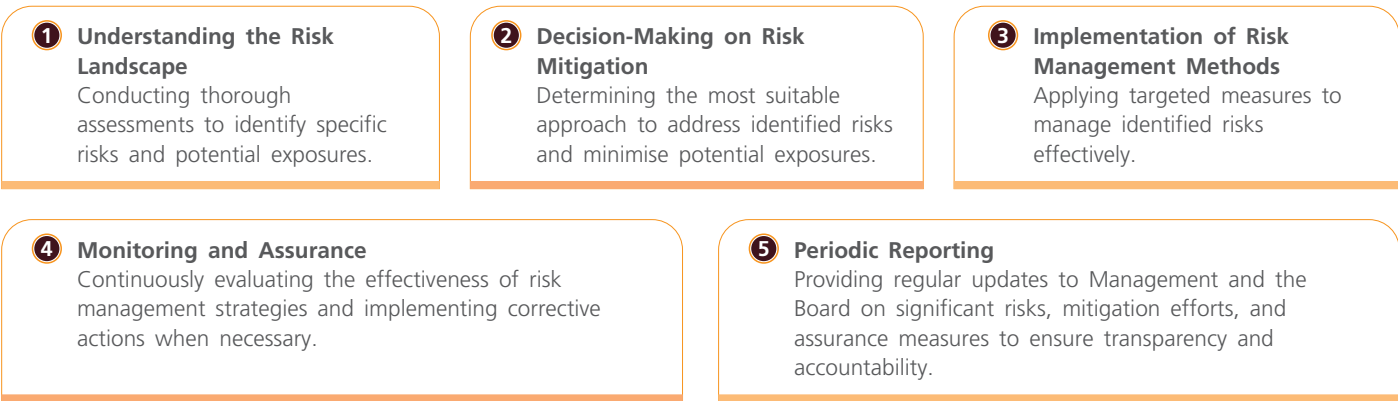 1 Understanding the Risk
Landscape
Conducting thorough
assessments to identify specific
risks and potential exposures.
2 Decision-Making on Risk
Mitigation
Determining the most suitable
approach to address identified risks
and minimise potential exposures.
3 Implementation of Risk
Management Methods
Applying targeted measures to
manage identified risks
effectively.
4 Monitoring and Assurance
Continuously evaluating the effectiveness of risk
management strategies and implementing corrective
actions when necessary.
5 Periodic Reporting
Providing regular updates to Management and the
Board on significant risks, mitigation efforts, and
assurance measures to ensure transparency and
accountability.